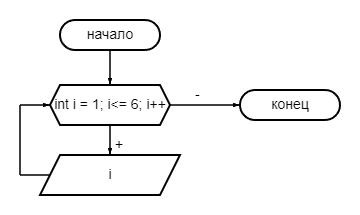 начало
int i = 1; i<= 6; i++
-
конец
+
i